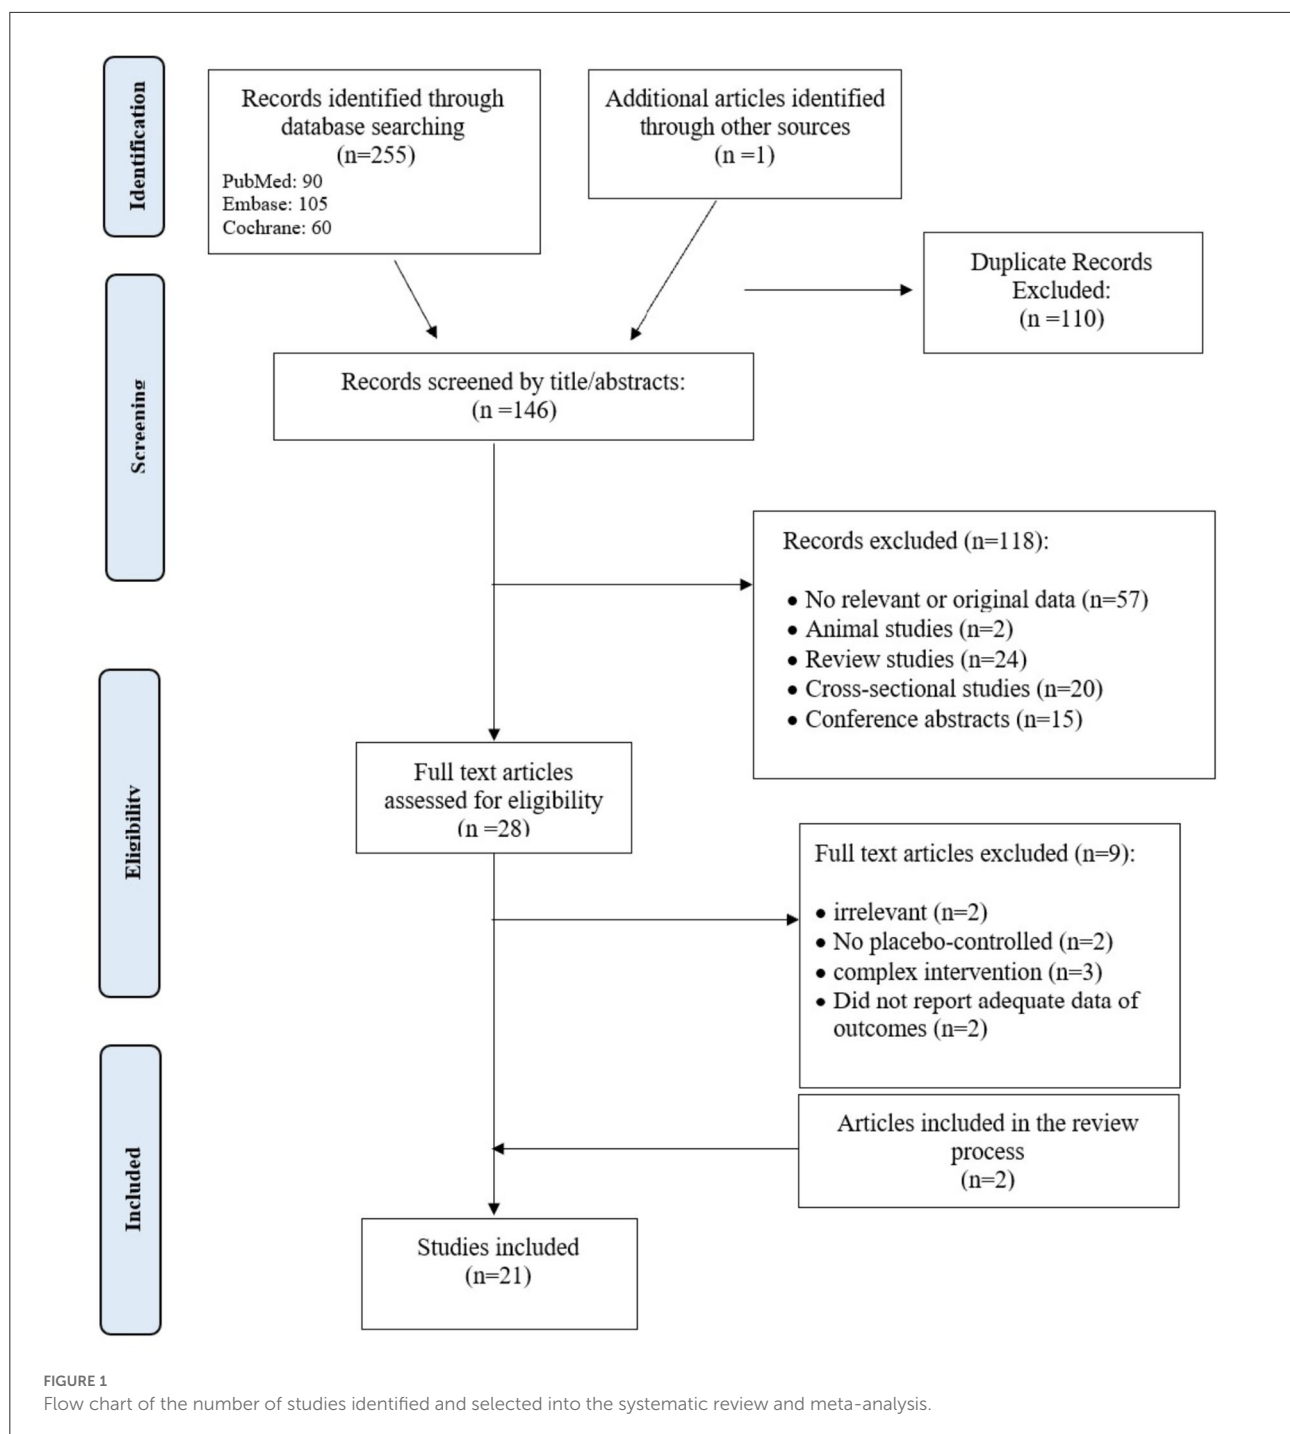 Identification
Records identified through
database searching
(n=255)
PubMed: 90
Embase: 105
Cochrane: 60
Additional articles identified
through other sources
(n =1)
Duplicate Records
Excluded:
(n =110)
Screening
Records screened by title/abstracts:
(n =146)
Records excluded (n=118):
• No relevant or original data (n=57)
• Animal studies (n=2)
• Review studies (n=24)
• Cross-sectional studies (n=20)
• Conference abstracts (n=15)
Eligibility
Full text articles
assessed for eligibility
(n =28)
Full text articles excluded (n=9):
• irrelevant (n=2)
• No placebo-controlled (n=2)
• complex intervention (n=3)
• Did not report adequate data of
outcomes (n=2)
Included
Articles included in the review
process
(n=2)
Studies included
(n=21)
FIGURE 1
Flow chart of the number of studies identified and selected into the systematic review and meta-analysis.